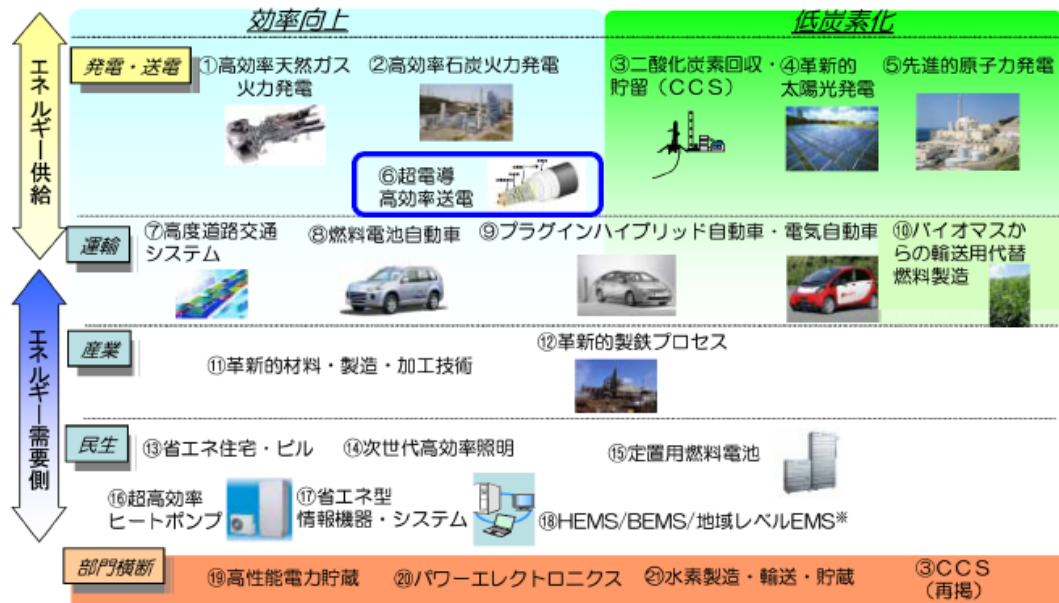 効率向上
低炭素化
エネルギー供給
発電・送電
①高効率天然ガス
火力発電
②高効率石炭火力発電
③二酸化炭素回収・
貯留（ＣＣＳ）
④革新的
太陽光発電
⑤先進的原子力発電
⑥超電導
高効率送電
運輸
⑦高度道路交通
システム
⑧燃料電池自動車
⑨プラグインハイブリッド自動車・電気自動車
⑩バイオマスか
らの輸送用代替
燃料製造
エネルギー需要側
産業
⑪革新的材料・製造・加工技術
⑫革新的製鉄プロセス
民生
⑬省エネ住宅・ビル
⑭次世代高効率照明
⑮定置用燃料電池
⑯超高効率
ヒートポンプ
⑰省エネ型
情報機器・システム
⑱HEMS/BEMS/地域レベルEMS※
部門横断
⑲高性能電力貯蔵
⑳パワーエレクトロニクス
㉑水素製造・輸送・貯蔵
③ＣＣＳ
（再掲）